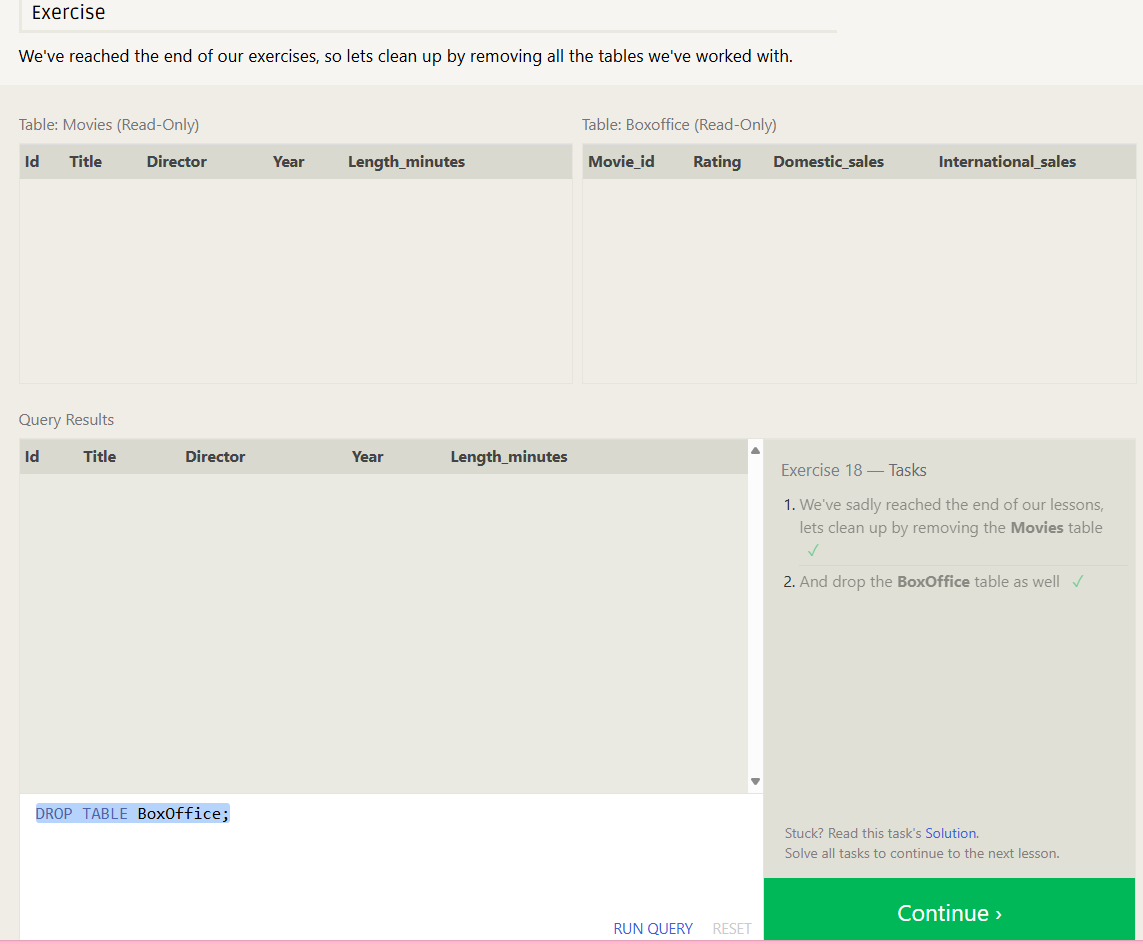 Exercise
We've reached the end of our exercises, so lets clean up by removing all the tables we've worked with.
Table: Movies (Read-Only)
Id Title Director Year Length_minutes
Table: Boxoffice (Read-Only)
Movie_id Rating Domestic_sales International_sales
Query Results
Id Title Director Year Length_minutes
DROP TABLE BoxOffice;
RUN QUERY RESET
Exercise 18 — Tasks
1. We've sadly reached the end of our lessons,
lets clean up by removing the Movies table
✓
2. And drop the BoxOffice table as well ✓
Stuck? Read this task's Solution.
Solve all tasks to continue to the next lesson.
Continue ›